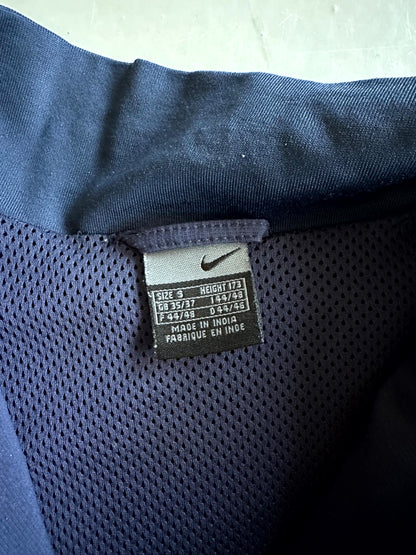 SIZE S HEIGHT 173
GB 35/37 I 44/48
F 44/48 D 44/46
MADE IN INDIA
FABRIQUE EN INDE